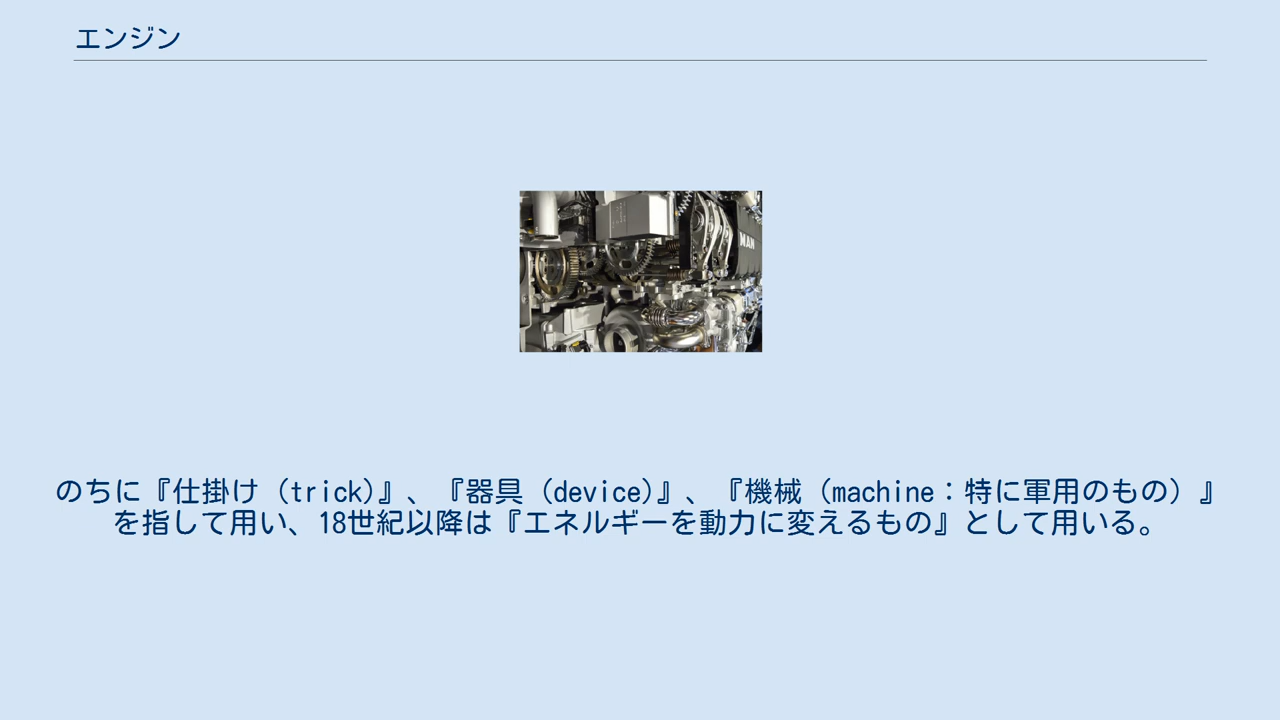 エンジン
MAN
のちに『仕掛け（trick)』、『器具（device)』、『機械（machine：特に軍用のもの）』
を指して用い、18世紀以降は『エネルギーを動力に変えるもの』として用いる。